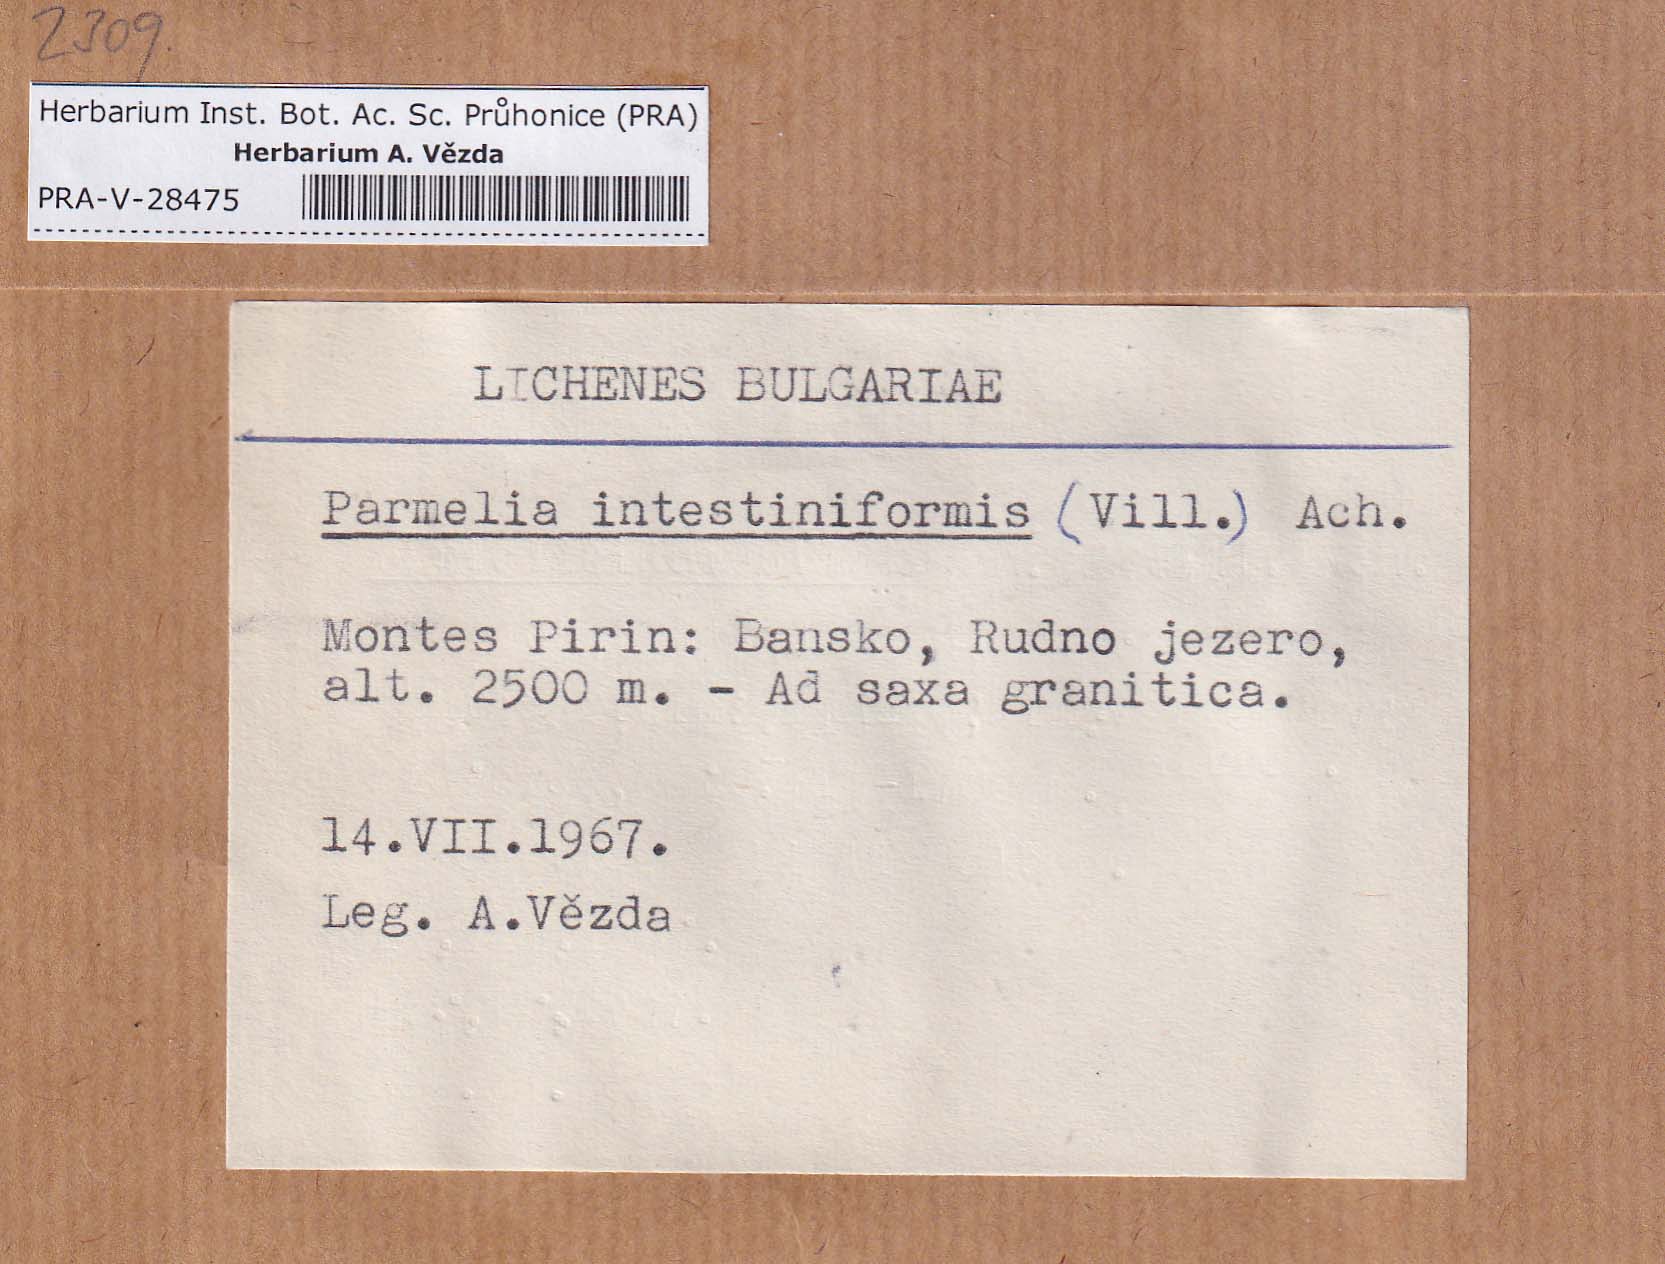 2309.
Herbarium Inst. Bot. Ac. Sc. Průhonice (PRA)
Herbarium A. Vězda
PRA-V-28475
LICHENES BULGARIAE
Parmelia intestiniformis (Vill.) Ach.
Montes Pirin: Bansko, Rudno jezero,
alt. 2500 m. - Ad saxa granitica.
14.VII.1967.
Leg. A.Vězda